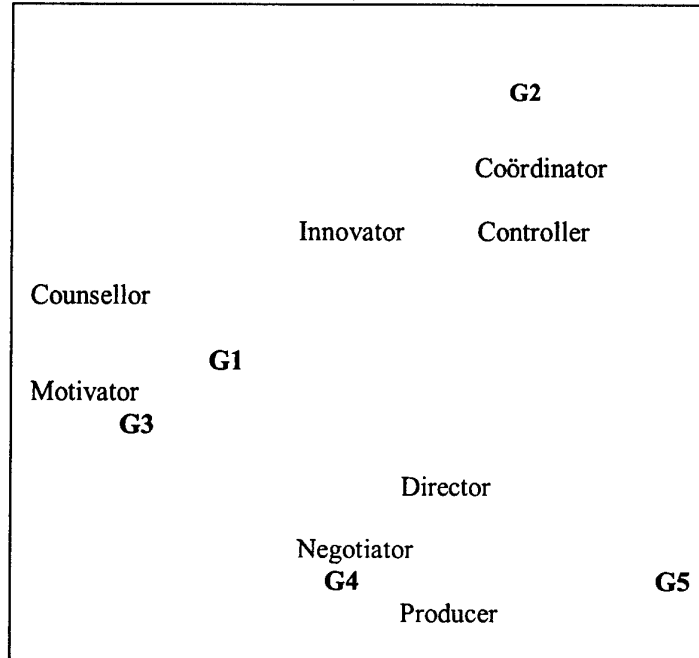 G2
Coördinator
Innovator Controller
Counsellor
G1
Motivator
G3
Director
Negotiator
G4 G5
Producer